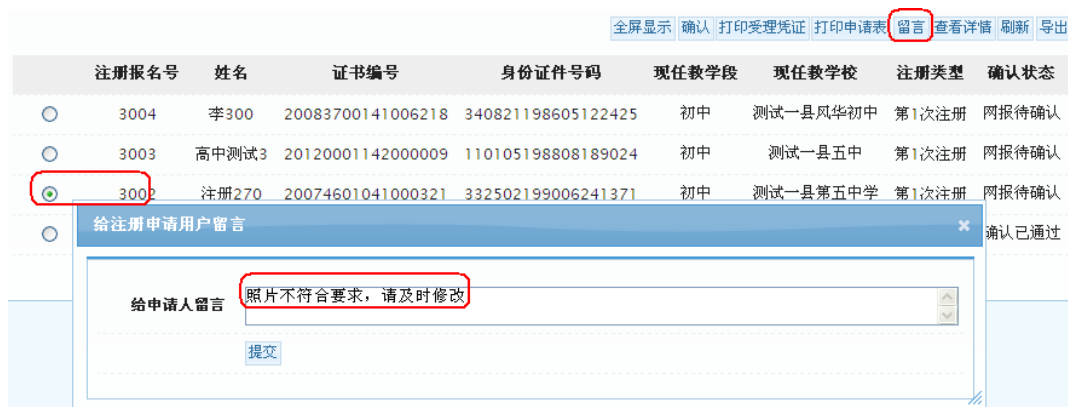 全屏显示 确认 打印受理凭证 打印申请表 留言 查看详情 刷新 导出
注册报名号 姓名 证书编号 身份证件号码 现任教学段 现任教学校 注册类型 确认状态
3004 李300 20083700141006218 340821198605122425 初中 测试一县风华初中 第1次注册 网报待确认
3003 高中测试3 20120001142000009 110105198808189024 初中 测试一县五中 第1次注册 网报待确认
3002 注册270 20074601041000321 332502199006241371 初中 测试一县第五中学 第1次注册 网报待确认
确认已通过
给注册申请用户留言
给申请人留言 照片不符合要求，请及时修改
提交